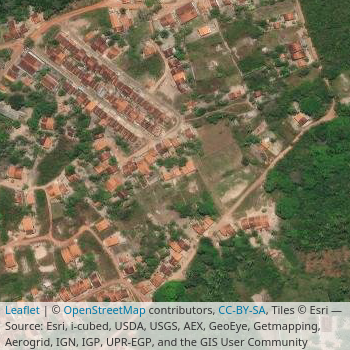 Leaflet | © OpenStreetMap contributors, CC-BY-SA, Tiles © Esri —
Source: Esri, i-cubed, USDA, USGS, AEX, GeoEye, Getmapping,
Aerogrid, IGN, IGP, UPR-EGP, and the GIS User Community